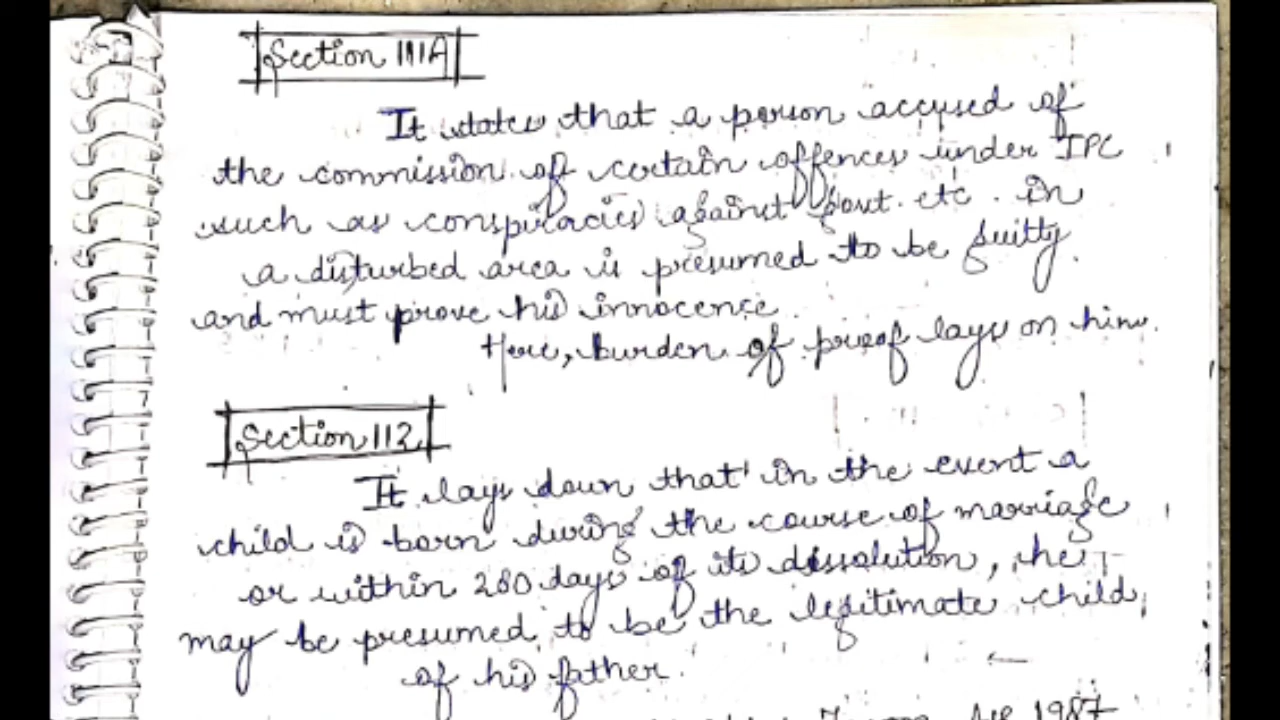 Section 111A
It states that a person accused of
the commission of certain offences under IPC
such as conspiracies against govt. etc. in
a disturbed area is presumed to be guilty
and must prove his innocence.
Here, burden of proof lays on him.
Section 112
It lays down that in the event a
child is born during the course of marriage
or within 280 days of its dissolution, he
may be presumed to be the legitimate child
of his father.
1987